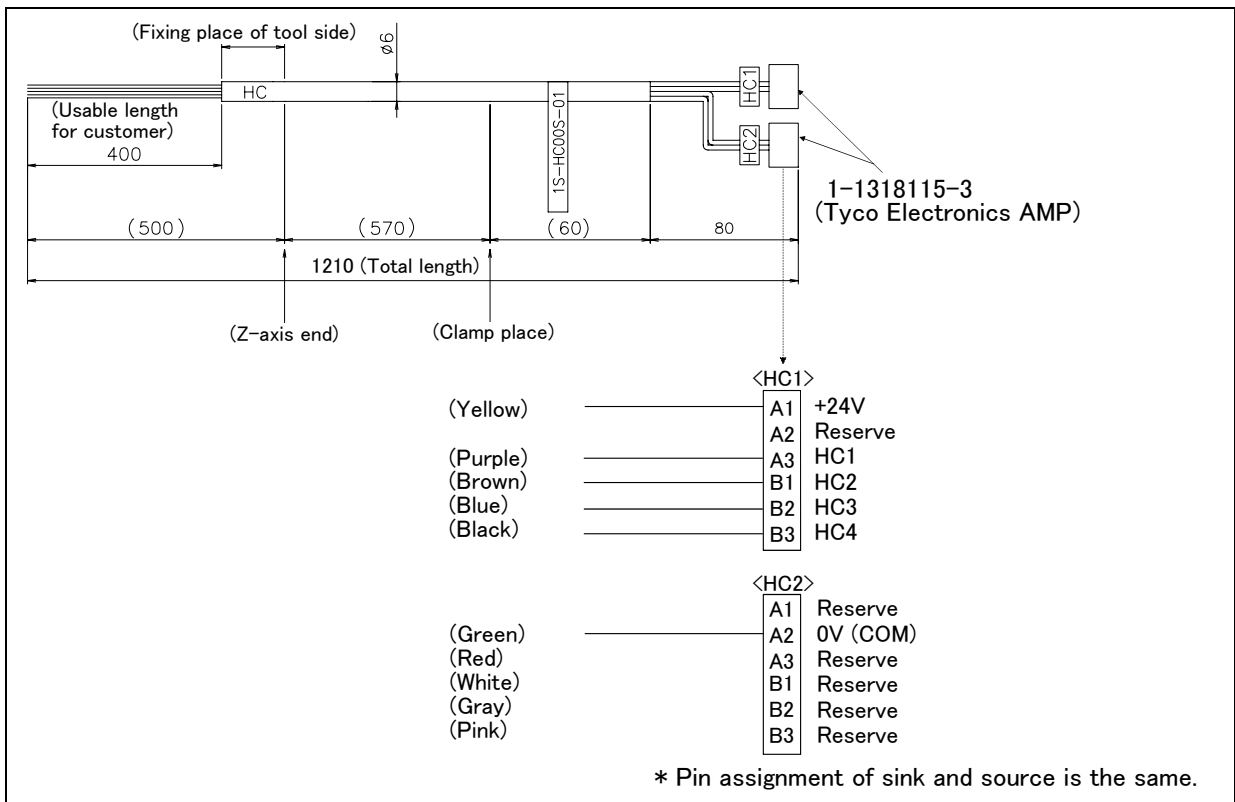 (Fixing place of tool side)
ø6
HC
HC1
HC2
1S-HC00S-01
(Usable length
for customer)
400
1-1318115-3
(Tyco Electronics AMP)
(500)
(570)
(60)
80
1210 (Total length)
(Z-axis end)
(Clamp place)
<HC1>
(Yellow) A1 +24V
A2 Reserve
(Purple) A3 HC1
(Brown) B1 HC2
(Blue) B2 HC3
(Black) B3 HC4
<HC2>
A1 Reserve
(Green) A2 0V (COM)
(Red) A3 Reserve
(White) B1 Reserve
(Gray) B2 Reserve
(Pink) B3 Reserve
* Pin assignment of sink and source is the same.